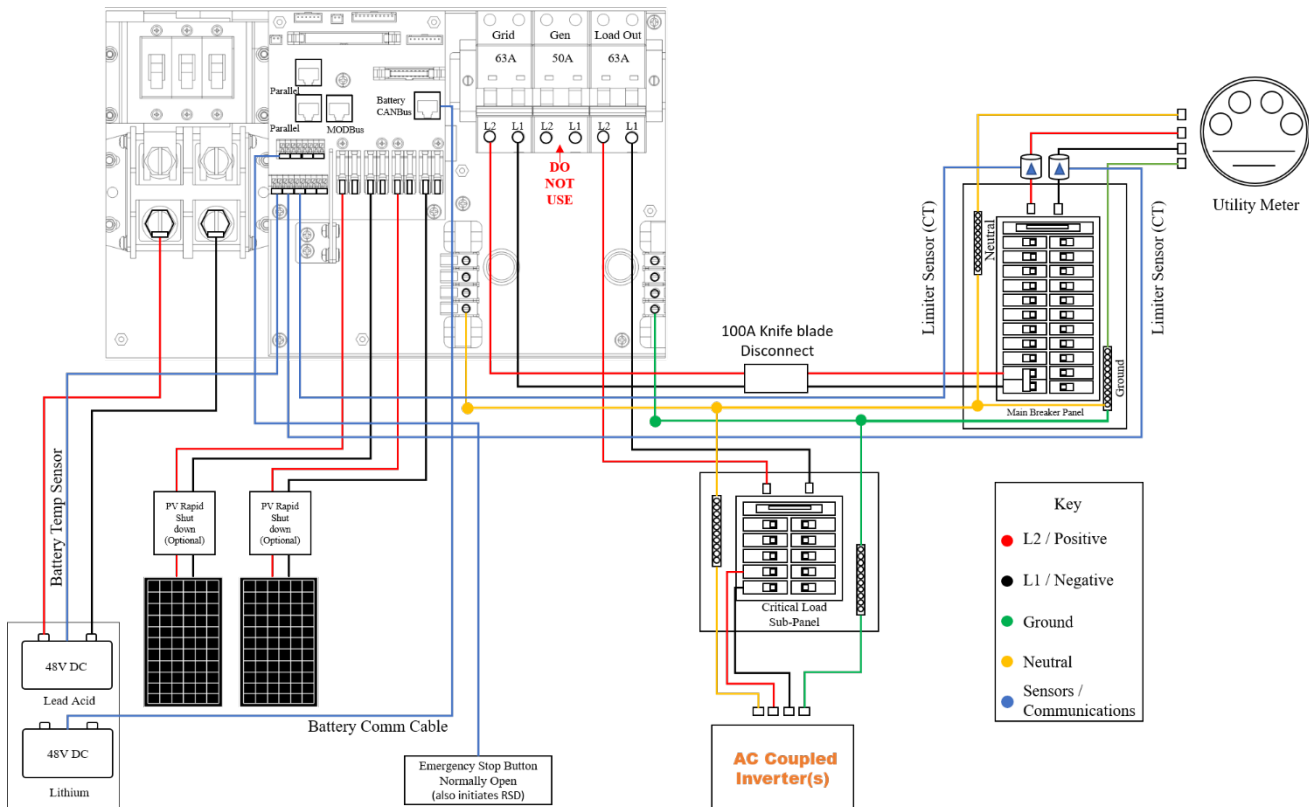 Grid
Gen
Load Out
63A
50A
63A
Parallel
Battery
CANBus
Parallel
MODBus
L2
L1
L2
L1
L2
L1
DO
NOT
USE
Utility Meter
Limiter Sensor (CT)
Neutral
Limiter Sensor (CT)
Ground
Main Breaker Panel
100A Knife blade
Disconnect
Battery Temp Sensor
PV Rapid
Shut
down
(Optional)
PV Rapid
Shut
down
(Optional)
Critical Load
Sub-Panel
Key
L2 / Positive
L1 / Negative
Ground
Neutral
Sensors /
Communications
48V DC
Lead Acid
Battery Comm Cable
48V DC
Lithium
Emergency Stop Button
Normally Open
(also initiates RSD)
AC Coupled
Inverter(s)